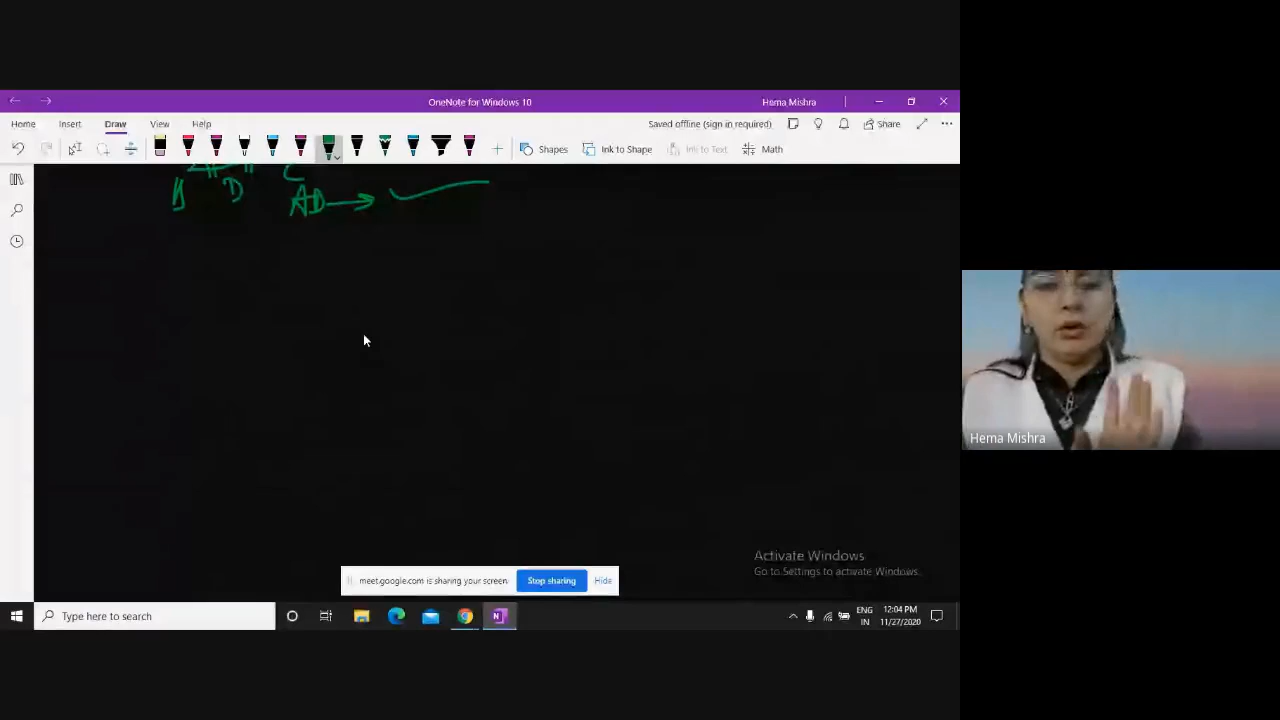 OneNote for Windows 10
Hema Mishra
Home Insert Draw View Help
Saved offline (sign in required)
Share
Shapes
Ink to Shape
Ink to Text
Math
B D C
AD
Hema Mishra
Activate Windows
Go to Settings to activate Windows.
meet.google.com is sharing your screen.
Stop sharing
Hide
Type here to search
ENG
IN
12:04 PM
11/27/2020